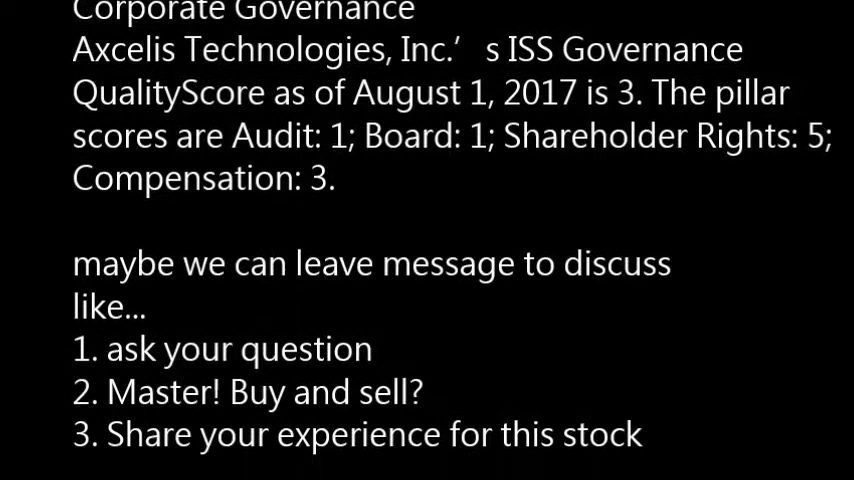 Corporate Governance
Axcelis Technologies, Inc.’ s ISS Governance
QualityScore as of August 1, 2017 is 3. The pillar
scores are Audit: 1; Board: 1; Shareholder Rights: 5;
Compensation: 3.
maybe we can leave message to discuss
like...
1. ask your question
2. Master! Buy and sell?
3. Share your experience for this stock